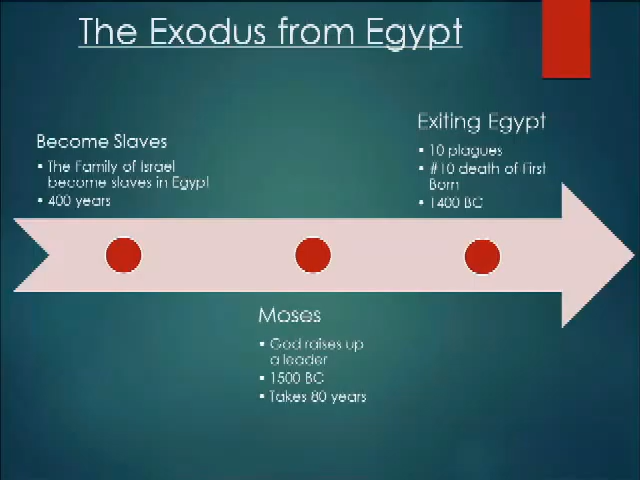 The Exodus from Egypt
Become Slaves
▪ The Family of Israel
become slaves in Egypt
▪ 400 years
Moses
▪ God raises up
a leader
▪ 1500 BC
▪ Takes 80 years
Exiting Egypt
▪ 10 plagues
▪ #10 death of First
Born
▪ 1400 BC